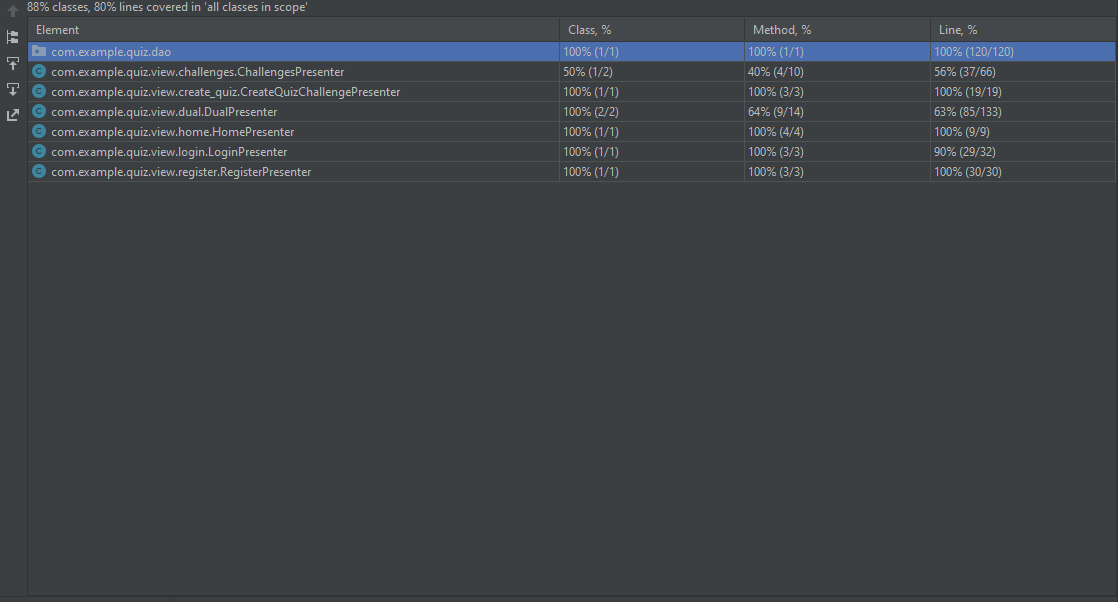 88% classes, 80% lines covered in 'all classes in scope'
Element Class, % Method, % Line, %
com.example.quiz.dao 100% (1/1) 100% (1/1) 100% (120/120)
com.example.quiz.view.challenges.ChallengesPresenter 50% (1/2) 40% (4/10) 56% (37/66)
com.example.quiz.view.create_quiz.CreateQuizChallengePresenter 100% (1/1) 100% (3/3) 100% (19/19)
com.example.quiz.view.dual.DualPresenter 100% (2/2) 64% (9/14) 63% (85/133)
com.example.quiz.view.home.HomePresenter 100% (1/1) 100% (4/4) 100% (9/9)
com.example.quiz.view.login.LoginPresenter 100% (1/1) 100% (3/3) 90% (29/32)
com.example.quiz.view.register.RegisterPresenter 100% (1/1) 100% (3/3) 100% (30/30)